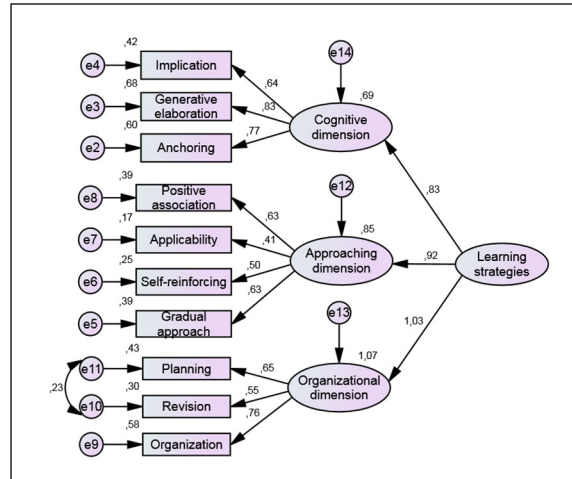 ,42
e4
Implication
,64
e14
,69
,68
e3
Generative
elaboration
,83
Cognitive
dimension
,60
e2
Anchoring
,77
,83
,39
e8
Positive
association
,63
e12
,85
,17
e7
Applicability
,41
Approaching
dimension
,92
Learning
strategies
,25
e6
Self-reinforcing
,50
,39
e5
Gradual
approach
,63
e13
1,03
1,07
,43
e11
Planning
,65
Organizational
dimension
,23
,30
e10
Revision
,55
,58
e9
Organization
,76